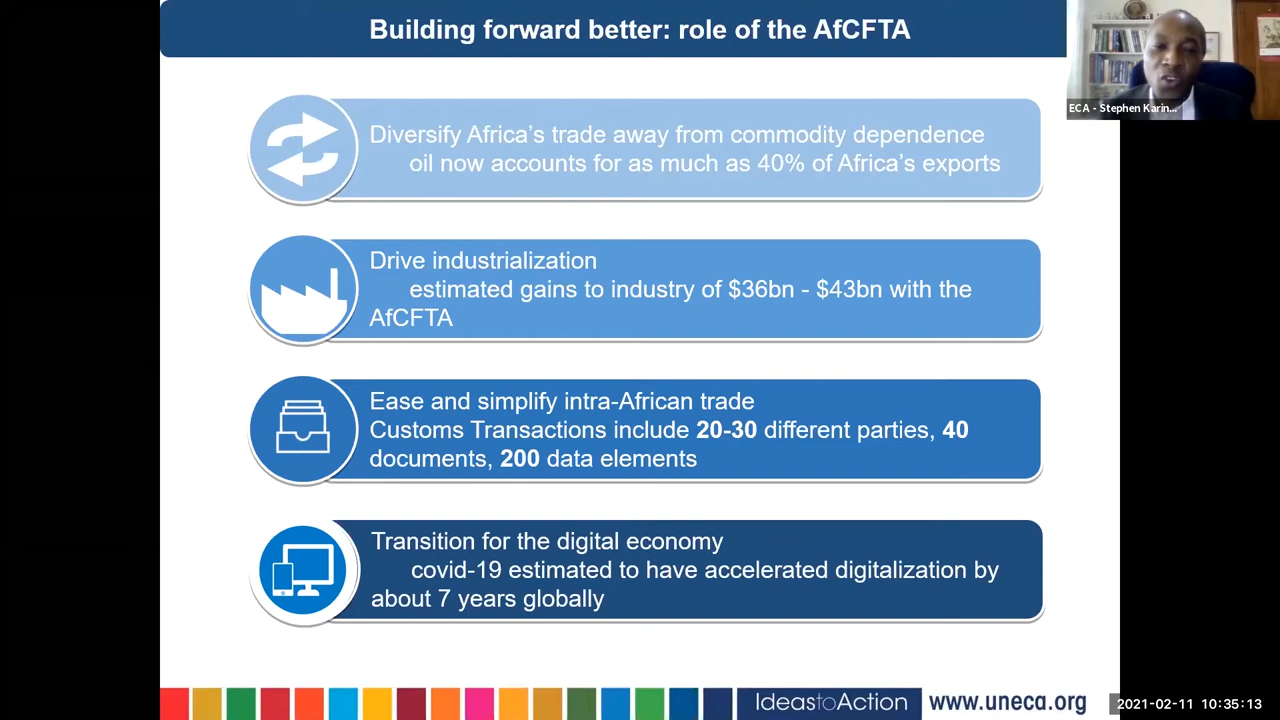 Building forward better: role of the AfCFTA
ECA - Stephen Karin...
Diversify Africa's trade away from commodity dependence
oil now accounts for as much as 40% of Africa's exports
Drive industrialization
estimated gains to industry of $36bn - $43bn with the
AfCFTA
Ease and simplify intra-African trade
Customs Transactions include 20-30 different parties, 40
documents, 200 data elements
Transition for the digital economy
covid-19 estimated to have accelerated digitalization by
about 7 years globally
IdeastoAction
www.uneca.org
2021-02-11 10:35:13